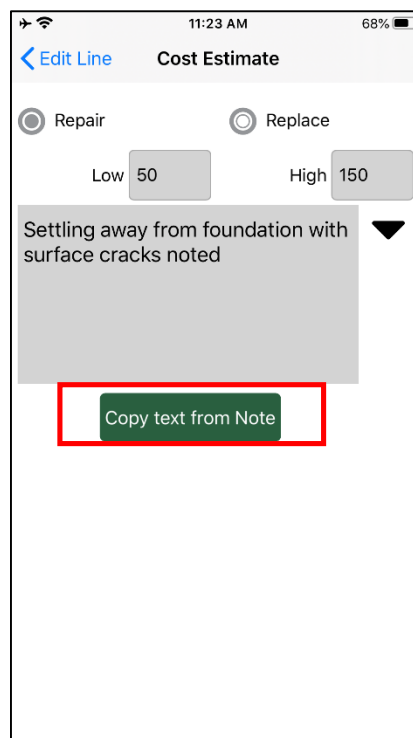 11:23 AM
68%
Edit Line
Cost Estimate
Repair
Replace
Low
50
High
150
Settling away from foundation with
surface cracks noted
Copy text from Note